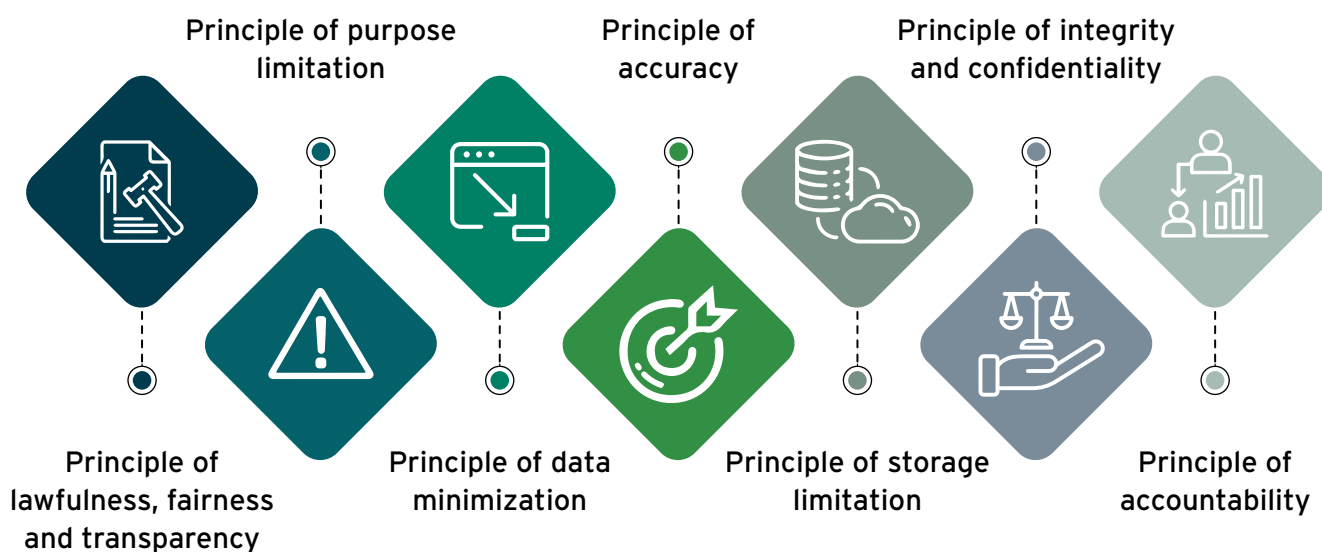 Principle of purpose
limitation
Principle of
accuracy
Principle of integrity
and confidentiality
Principle of
lawfulness, fairness
and transparency
Principle of data
minimization
Principle of storage
limitation
Principle of
accountability